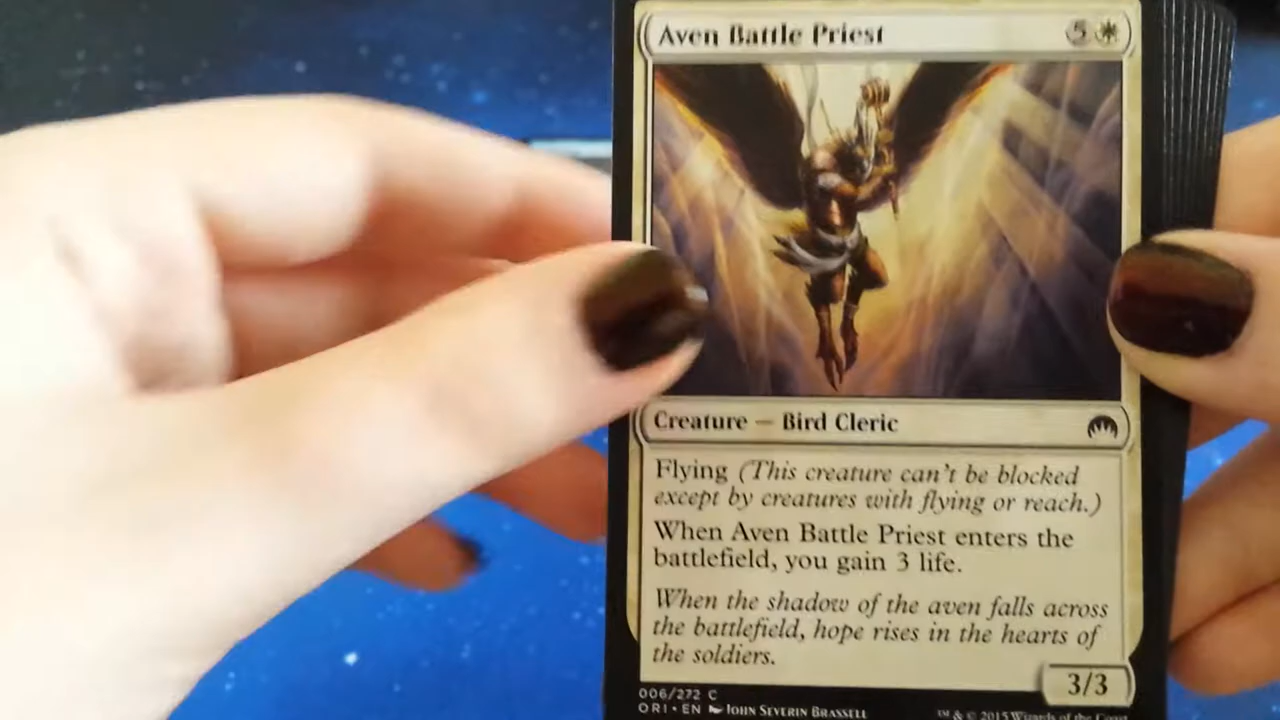 Aven Battle Priest 5
Creature — Bird Cleric
Flying (This creature can't be blocked
except by creatures with flying or reach.)
When Aven Battle Priest enters the
battlefield, you gain 3 life.
When the shadow of the aven falls across
the battlefield, hope rises in the hearts of
the soldiers.
3/3
006/272 C
ORI • EN John Severin Brassell
™ & © 2015 Wizards of the Coast